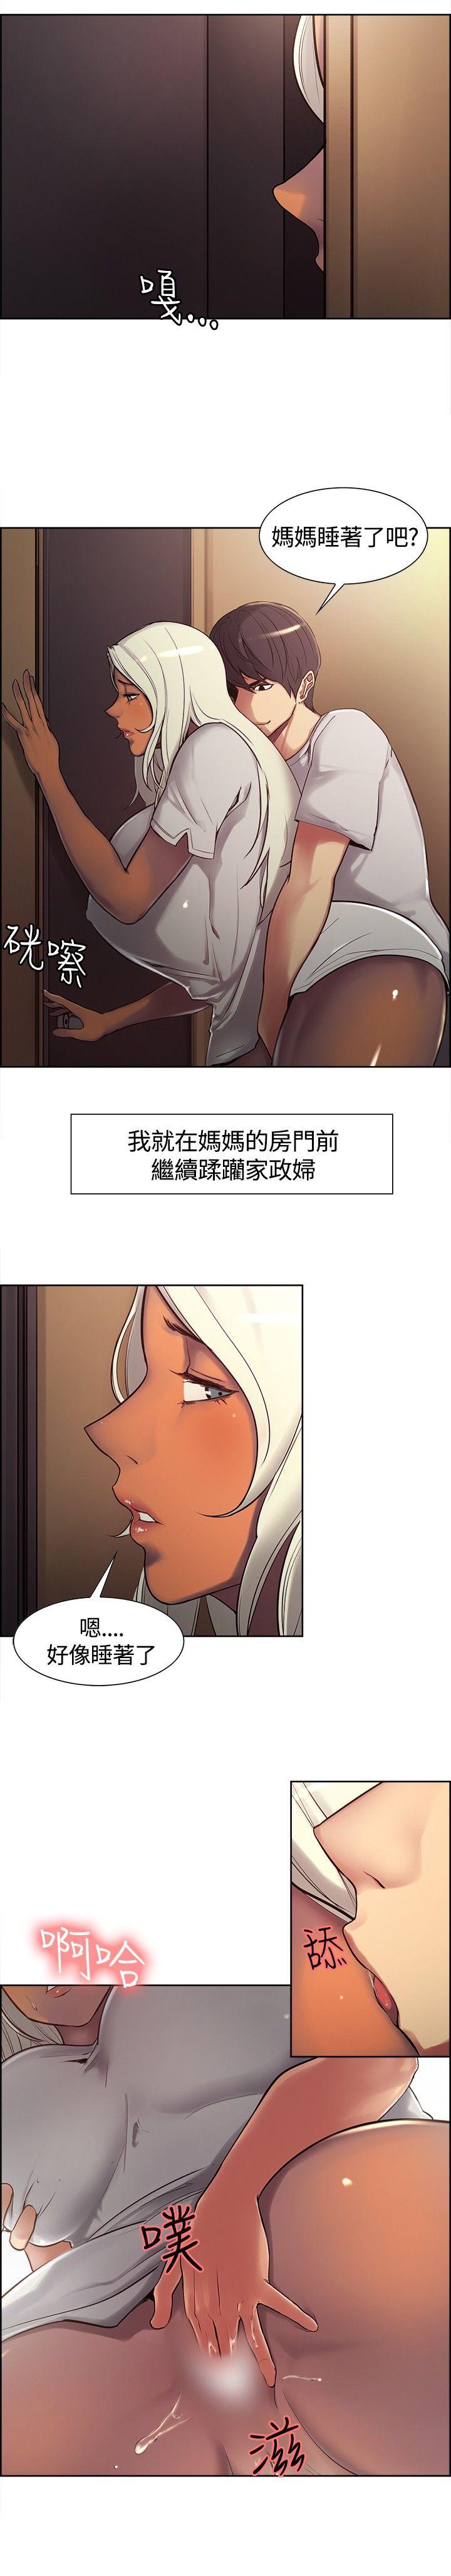 嘎...
媽媽睡著了吧?
硄嚓
我就在媽媽的房門前
繼續蹂躪家政婦
嗯....
好像睡著了
舔
啊哈
噗
滋